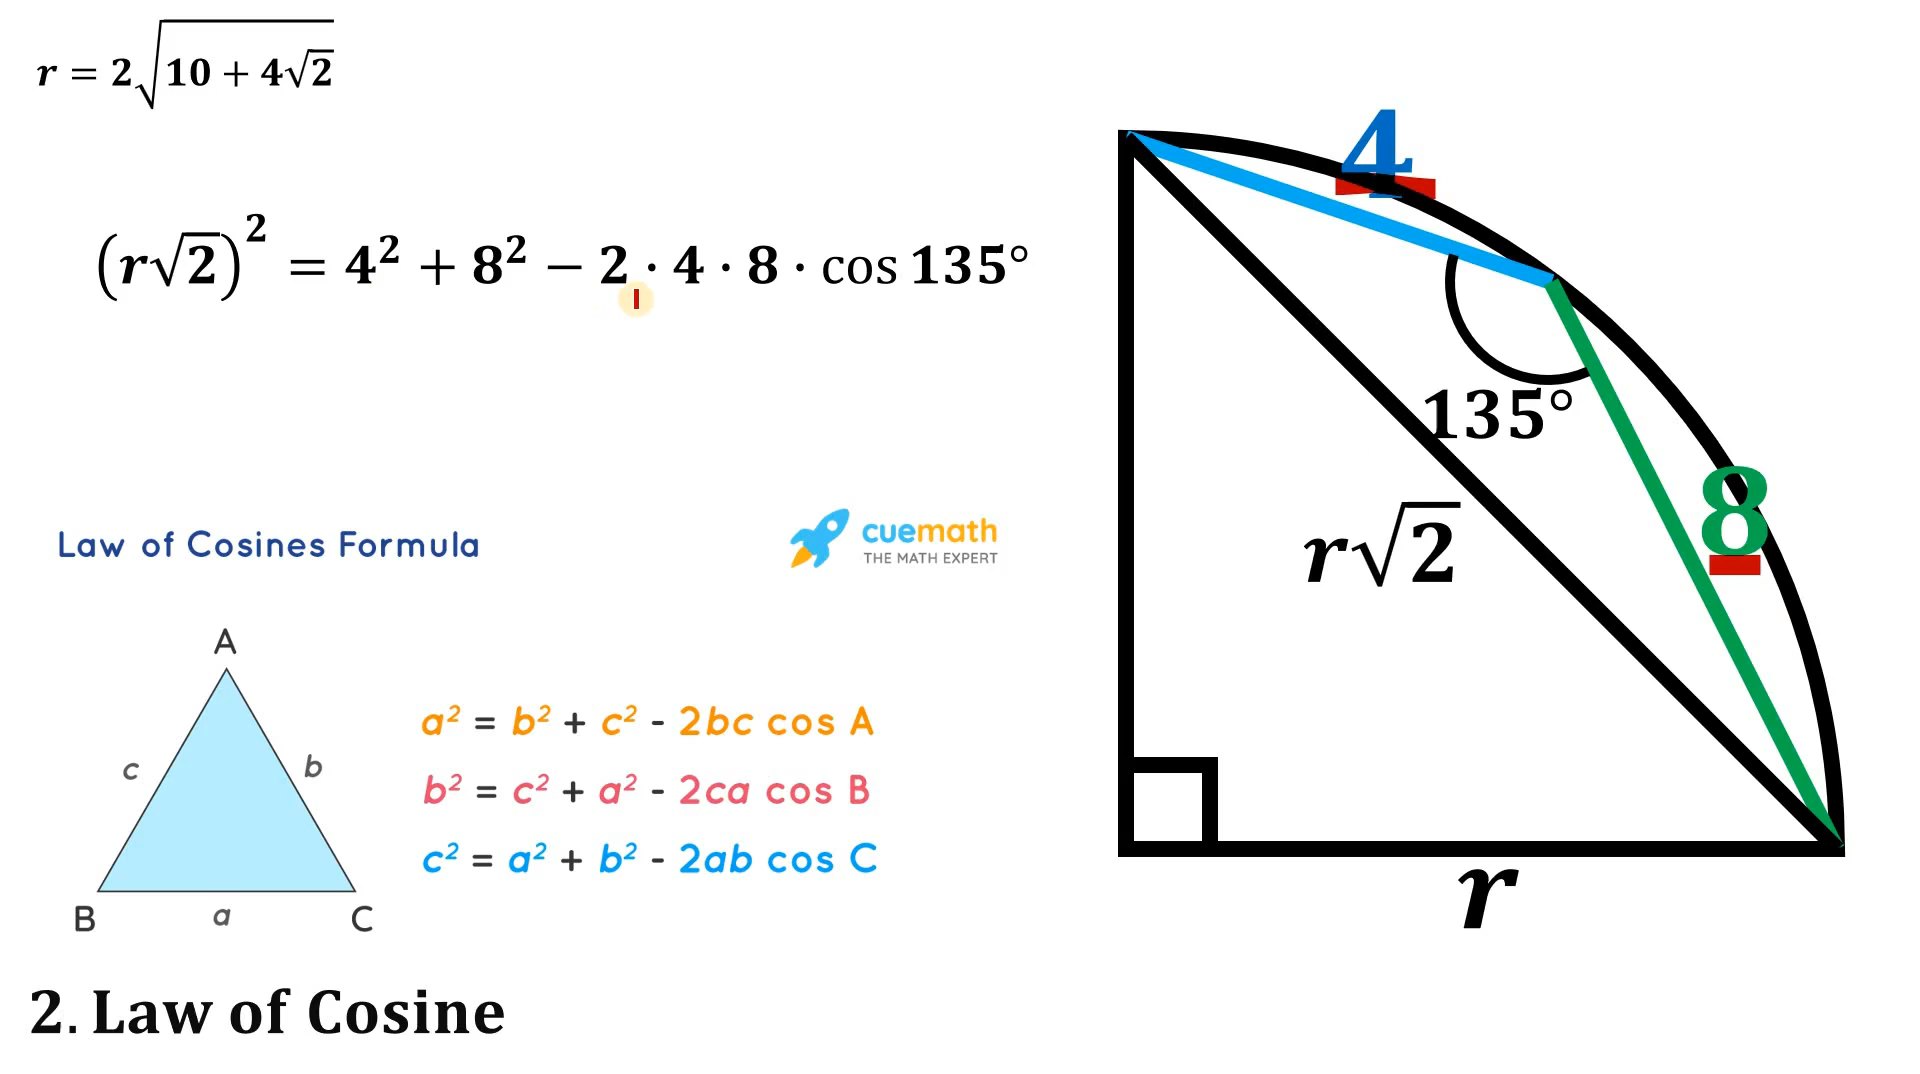 r = 2√(10 + 4√2)
(r√2)² = 4² + 8² − 2 · 4 · 8 · cos 135°
4
135°
8
r√2
r
Law of Cosines Formula
cuemath
THE MATH EXPERT
A
c
b
B
a
C
a² = b² + c² - 2bc cos A
b² = c² + a² - 2ca cos B
c² = a² + b² - 2ab cos C
2. Law of Cosine